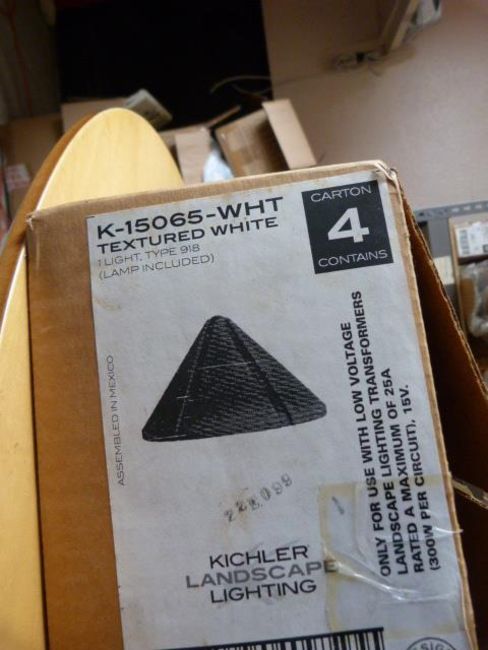 K-15065-WHT
TEXTURED WHITE
1 LIGHT, TYPE 918
(LAMP INCLUDED)
CARTON
4
CONTAINS
ASSEMBLED IN MEXICO
ONLY FOR USE WITH LOW VOLTAGE
LANDSCAPE LIGHTING TRANSFORMERS
RATED A MAXIMUM OF 25A
(300W PER CIRCUIT), 15V.
KICHLER
LANDSCAPE
LIGHTING